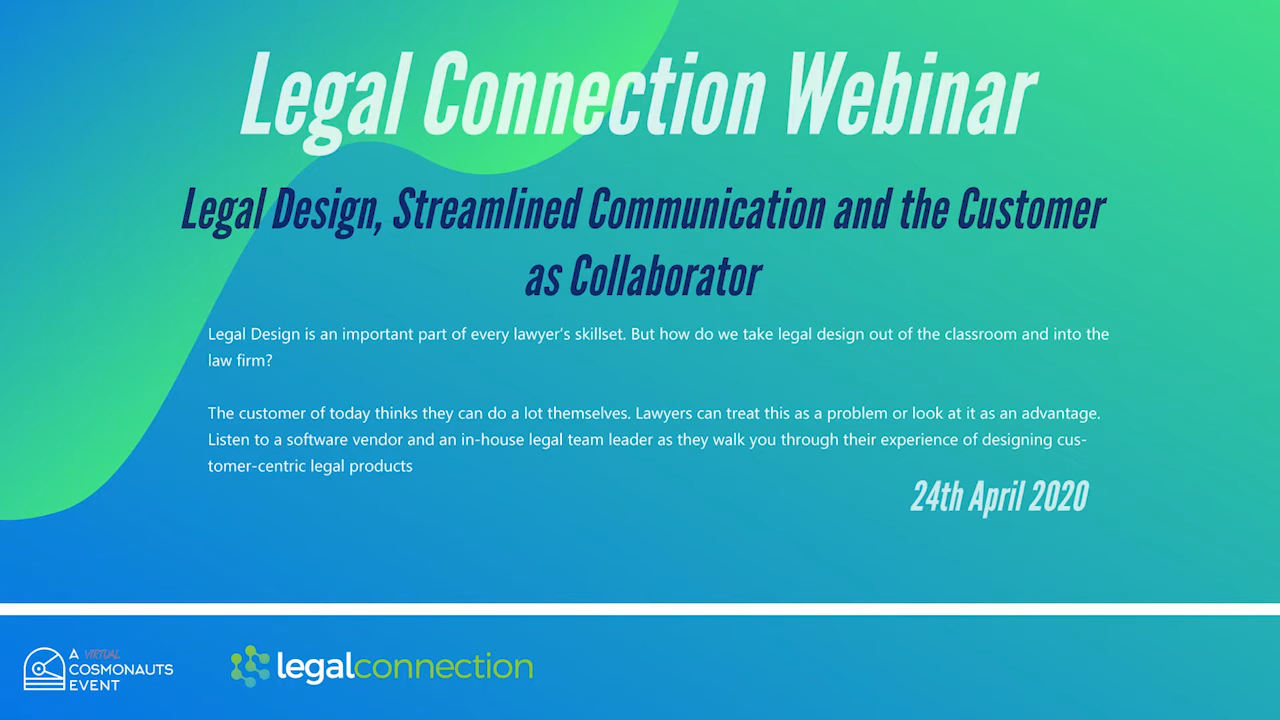 Legal Connection Webinar
Legal Design, Streamlined Communication and the Customer
as Collaborator
Legal Design is an important part of every lawyer's skillset. But how do we take legal design out of the classroom and into the
law firm?
The customer of today thinks they can do a lot themselves. Lawyers can treat this as a problem or look at it as an advantage.
Listen to a software vendor and an in-house legal team leader as they walk you through their experience of designing cus-
tomer-centric legal products
24th April 2020
A VIRTUAL
COSMONAUTS
EVENT
legalconnection